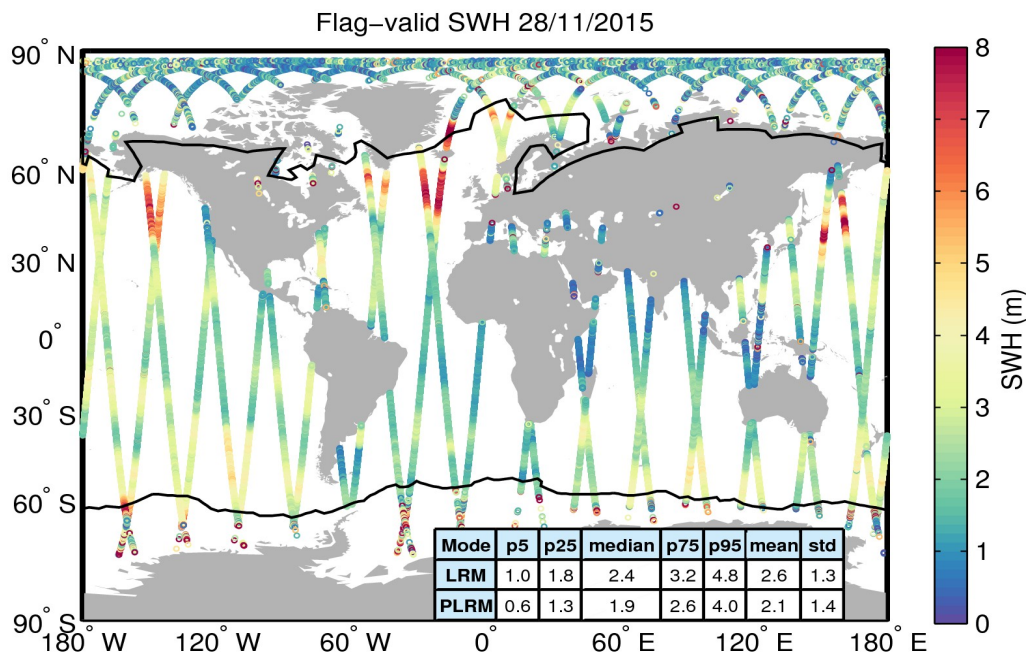 Flag−valid SWH 28/11/2015
90° N
60° N
30° N
0°
30° S
60° S
90° S
180° W
120° W
60° W
0°
60° E
120° E
180° E
8
7
6
5
4
3
2
1
0
SWH (m)
Mode p5 p25 median p75 p95 mean std
LRM 1.0 1.8 2.4 3.2 4.8 2.6 1.3
PLRM 0.6 1.3 1.9 2.6 4.0 2.1 1.4